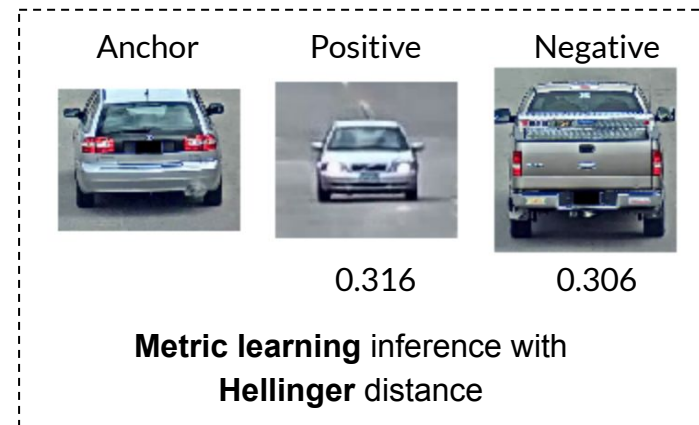 Anchor Positive Negative
0.316 0.306
Metric learning inference with
Hellinger distance